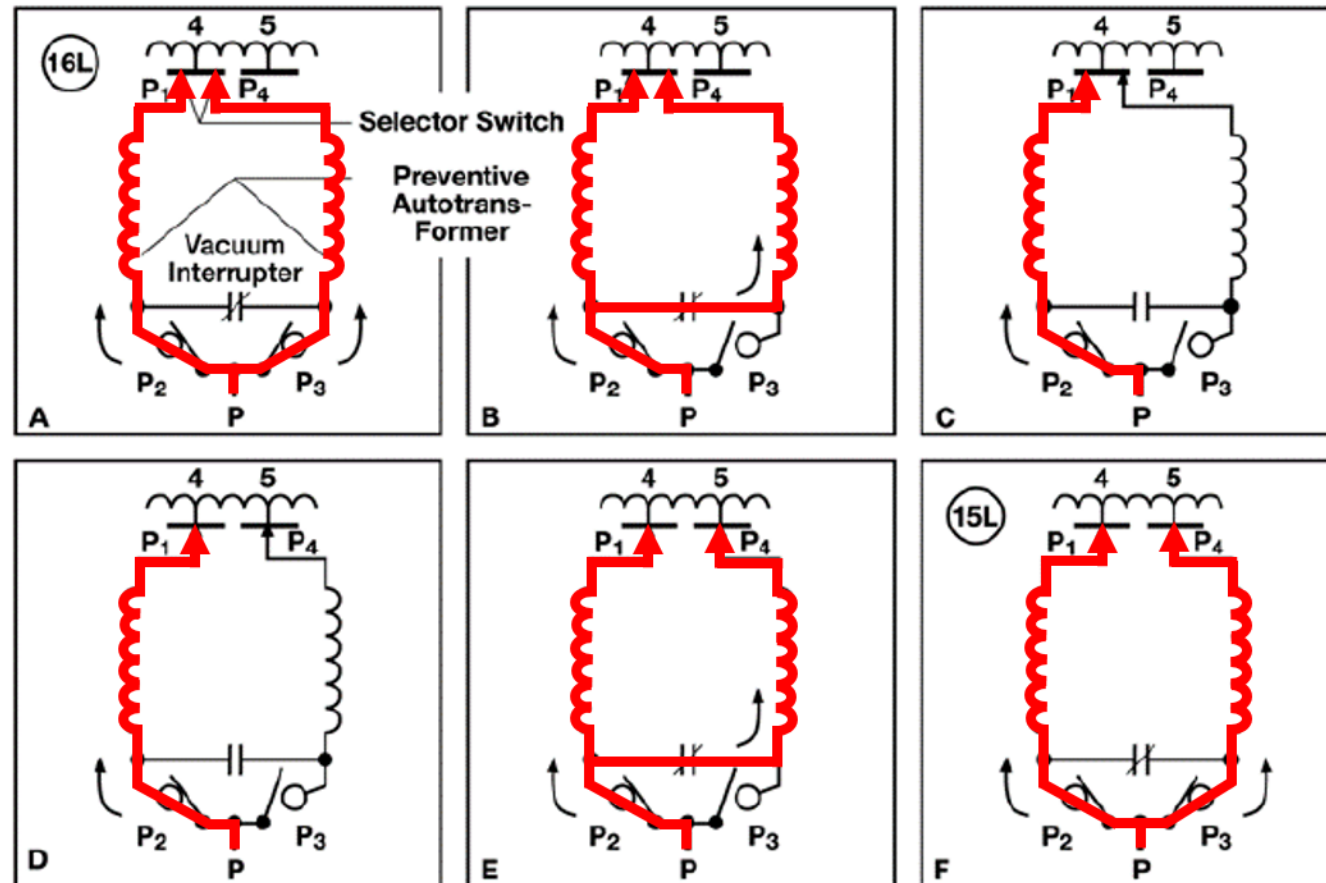 4 5
16L
P1 P4
Selector Switch
Preventive
Autotrans-
Former
Vacuum
Interrupter
P2 P3
P
A
4 5
P1 P4
P2 P3
P
B
4 5
P1 P4
P2 P3
P
C
4 5
P1 P4
P2 P3
P
D
4 5
P1 P4
P2 P3
P
E
4 5
15L
P1 P4
P2 P3
P
F